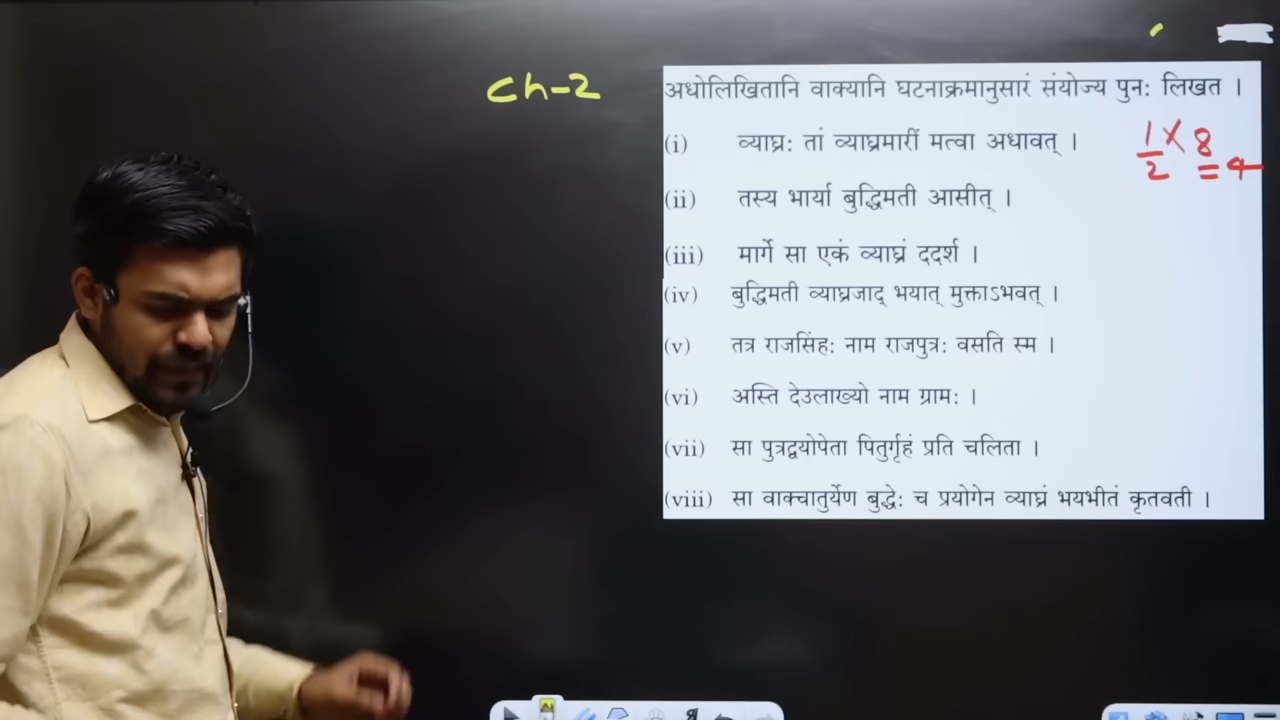 ch-2
अधोलिखितानि वाक्यानि घटनाक्रमानुसारं संयोज्य पुनः लिखत ।
(i) व्याघ्रः तां व्याघ्रमारीं मत्वा अधावत् ।
1/2 × 8 = 4
(ii) तस्य भार्या बुद्धिमती आसीत् ।
(iii) मार्गे सा एकं व्याघ्रं ददर्श ।
(iv) बुद्धिमती व्याघ्रजाद् भयात् मुक्ताऽभवत् ।
(v) तत्र राजसिंहः नाम राजपुत्रः वसति स्म ।
(vi) अस्ति देउलाख्यो नाम ग्रामः ।
(vii) सा पुत्रद्वयोपेता पितुर्गृहं प्रति चलिता ।
(viii) सा वाक्चातुर्येण बुद्धेः च प्रयोगेन व्याघ्रं भयभीतं कृतवती ।